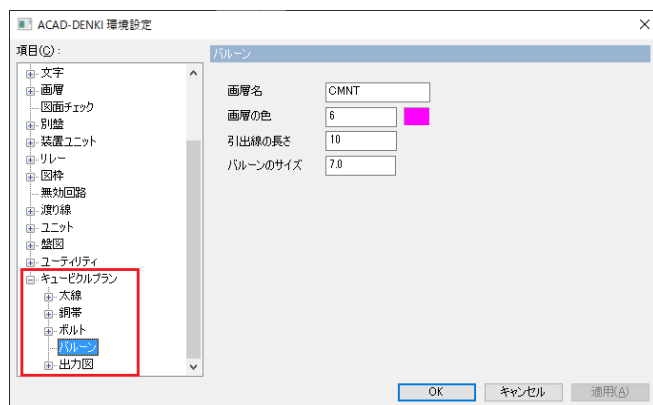 ACAD-DENKI 環境設定
項目(C):
文字
画層
図面チェック
別盤
装置ユニット
リレー
図枠
無効回路
渡り線
ユニット
盤図
ユーティリティ
キュービクルプラン
太線
銅帯
ボルト
バルーン
出力図
バルーン
画層名 CMNT
画層の色 6
引出線の長さ 10
バルーンのサイズ 7.0
OK キャンセル 適用(A)